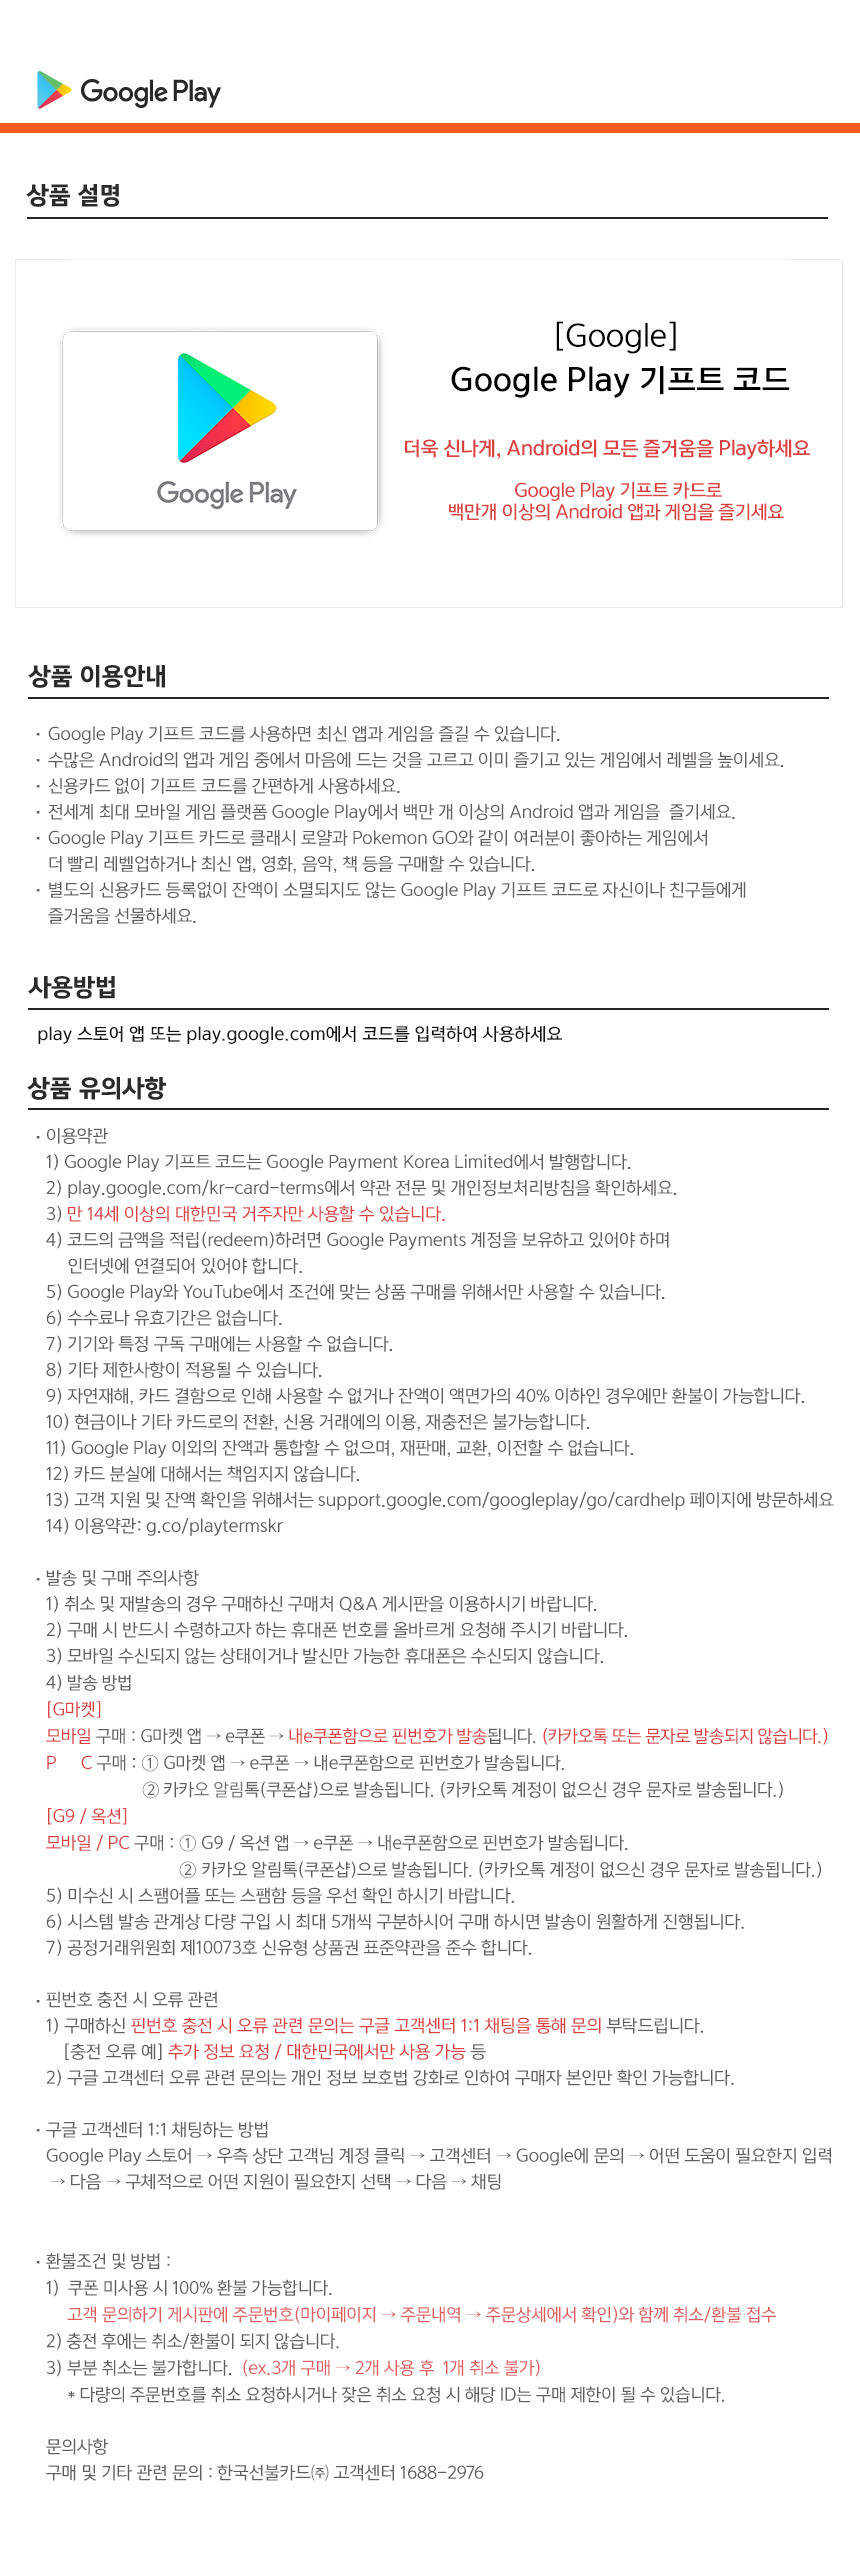 Google Play
상품 설명
[Google]
Google Play 기프트 코드
더욱 신나게, Android의 모든 즐거움을 Play하세요
Google Play 기프트 카드로
백만개 이상의 Android 앱과 게임을 즐기세요
Google Play
상품 이용안내
· Google Play 기프트 코드를 사용하면 최신 앱과 게임을 즐길 수 있습니다.
· 수많은 Android의 앱과 게임 중에서 마음에 드는 것을 고르고 이미 즐기고 있는 게임에서 레벨을 높이세요.
· 신용카드 없이 기프트 코드를 간편하게 사용하세요.
· 전세계 최대 모바일 게임 플랫폼 Google Play에서 백만 개 이상의 Android 앱과 게임을 즐기세요.
· Google Play 기프트 카드로 클래시 로얄과 Pokemon GO와 같이 여러분이 좋아하는 게임에서
더 빨리 레벨업하거나 최신 앱, 영화, 음악, 책 등을 구매할 수 있습니다.
· 별도의 신용카드 등록없이 잔액이 소멸되지도 않는 Google Play 기프트 코드로 자신이나 친구들에게
즐거움을 선물하세요.
사용방법
play 스토어 앱 또는 play.google.com에서 코드를 입력하여 사용하세요
상품 유의사항
· 이용약관
1) Google Play 기프트 코드는 Google Payment Korea Limited에서 발행합니다.
2) play.google.com/kr-card-terms에서 약관 전문 및 개인정보처리방침을 확인하세요.
3) 만 14세 이상의 대한민국 거주자만 사용할 수 있습니다.
4) 코드의 금액을 적립(redeem)하려면 Google Payments 계정을 보유하고 있어야 하며
인터넷에 연결되어 있어야 합니다.
5) Google Play와 YouTube에서 조건에 맞는 상품 구매를 위해서만 사용할 수 있습니다.
6) 수수료나 유효기간은 없습니다.
7) 기기와 특정 구독 구매에는 사용할 수 없습니다.
8) 기타 제한사항이 적용될 수 있습니다.
9) 자연재해, 카드 결함으로 인해 사용할 수 없거나 잔액이 액면가의 40% 이하인 경우에만 환불이 가능합니다.
10) 현금이나 기타 카드로의 전환, 신용 거래에의 이용, 재충전은 불가능합니다.
11) Google Play 이외의 잔액과 통합할 수 없으며, 재판매, 교환, 이전할 수 없습니다.
12) 카드 분실에 대해서는 책임지지 않습니다.
13) 고객 지원 및 잔액 확인을 위해서는 support.google.com/googleplay/go/cardhelp 페이지에 방문하세요
14) 이용약관: g.co/playtermskr
· 발송 및 구매 주의사항
1) 취소 및 재발송의 경우 구매하신 구매처 Q&A 게시판을 이용하시기 바랍니다.
2) 구매 시 반드시 수령하고자 하는 휴대폰 번호를 올바르게 요청해 주시기 바랍니다.
3) 모바일 수신되지 않는 상태이거나 발신만 가능한 휴대폰은 수신되지 않습니다.
4) 발송 방법
[G마켓]
모바일 구매 : G마켓 앱 → e쿠폰 → 내e쿠폰함으로 핀번호가 발송됩니다. (카카오톡 또는 문자로 발송되지 않습니다.)
P C 구매 : ① G마켓 앱 → e쿠폰 → 내e쿠폰함으로 핀번호가 발송됩니다.
② 카카오 알림톡(쿠폰샵)으로 발송됩니다. (카카오톡 계정이 없으신 경우 문자로 발송됩니다.)
[G9 / 옥션]
모바일 / PC 구매 : ① G9 / 옥션 앱 → e쿠폰 → 내e쿠폰함으로 핀번호가 발송됩니다.
② 카카오 알림톡(쿠폰샵)으로 발송됩니다. (카카오톡 계정이 없으신 경우 문자로 발송됩니다.)
5) 미수신 시 스팸어플 또는 스팸함 등을 우선 확인 하시기 바랍니다.
6) 시스템 발송 관계상 다량 구입 시 최대 5개씩 구분하시어 구매 하시면 발송이 원활하게 진행됩니다.
7) 공정거래위원회 제10073호 신유형 상품권 표준약관을 준수 합니다.
· 핀번호 충전 시 오류 관련
1) 구매하신 핀번호 충전 시 오류 관련 문의는 구글 고객센터 1:1 채팅을 통해 문의 부탁드립니다.
[충전 오류 예] 추가 정보 요청 / 대한민국에서만 사용 가능 등
2) 구글 고객센터 오류 관련 문의는 개인 정보 보호법 강화로 인하여 구매자 본인만 확인 가능합니다.
· 구글 고객센터 1:1 채팅하는 방법
Google Play 스토어 → 우측 상단 고객님 계정 클릭 → 고객센터 → Google에 문의 → 어떤 도움이 필요한지 입력
→ 다음 → 구체적으로 어떤 지원이 필요한지 선택 → 다음 → 채팅
· 환불조건 및 방법 :
1) 쿠폰 미사용 시 100% 환불 가능합니다.
고객 문의하기 게시판에 주문번호(마이페이지 → 주문내역 → 주문상세에서 확인)와 함께 취소/환불 접수
2) 충전 후에는 취소/환불이 되지 않습니다.
3) 부분 취소는 불가합니다. (ex.3개 구매 → 2개 사용 후 1개 취소 불가)
* 다량의 주문번호를 취소 요청하시거나 잦은 취소 요청 시 해당 ID는 구매 제한이 될 수 있습니다.
문의사항
구매 및 기타 관련 문의 : 한국선불카드㈜ 고객센터 1688-2976